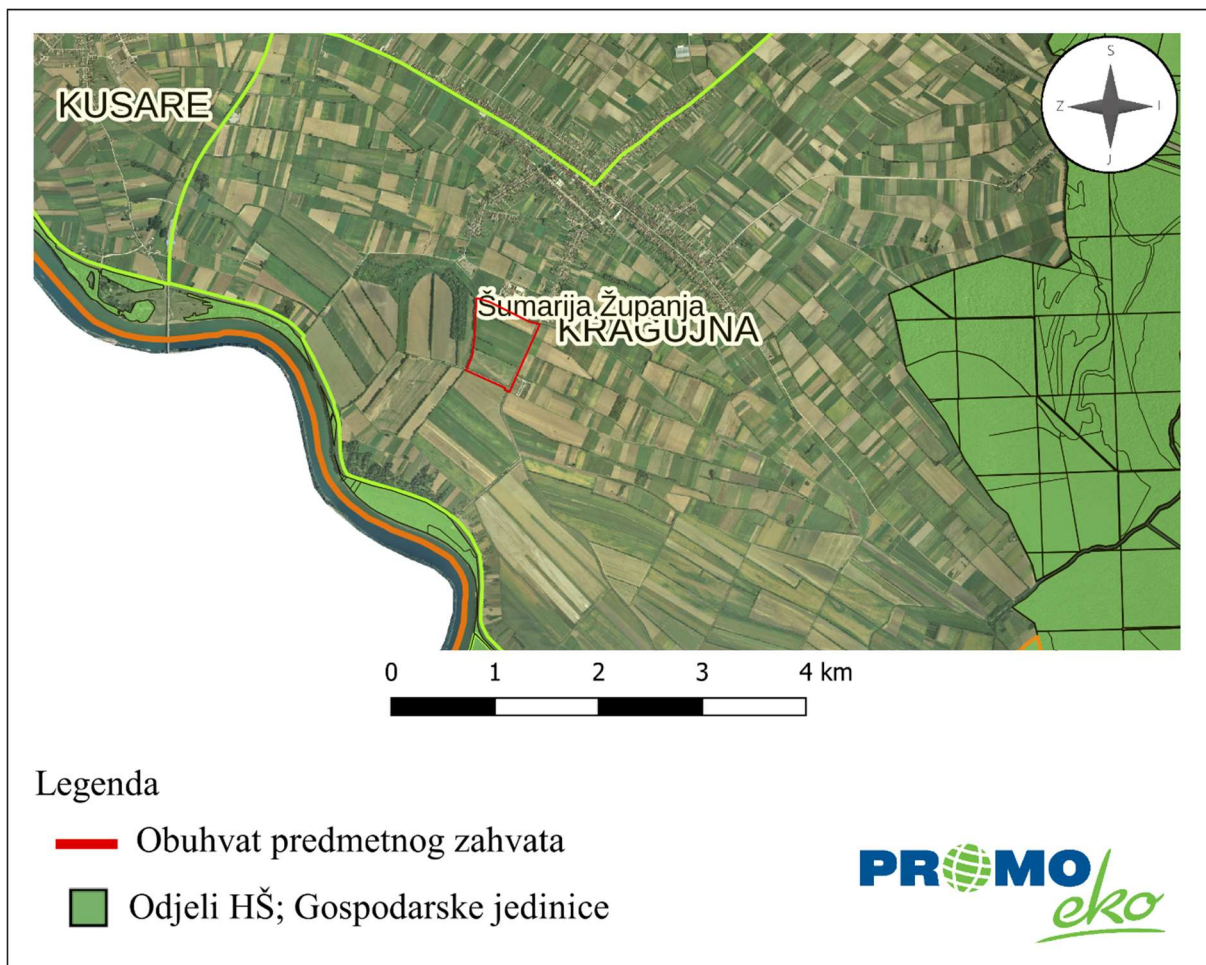 KUSARE
S
Z
I
J
Šumarija Županja
KRAGUJNA
0 1 2 3 4 km
Legenda
Obuhvat predmetnog zahvata
Odjeli HŠ; Gospodarske jedinice
PROMO
eko